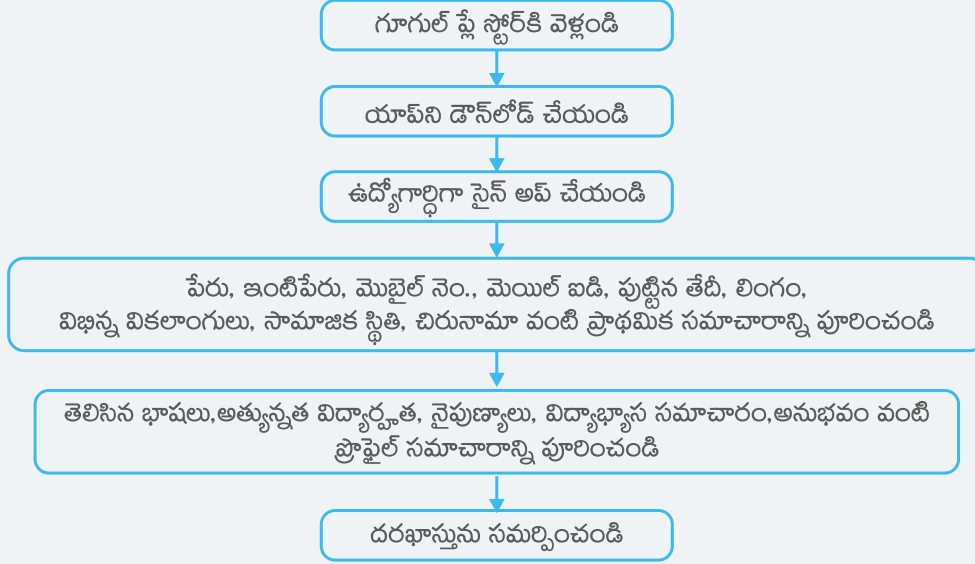 గూగుల్ ప్లే స్టోర్‌కి వెళ్లండి
యాప్‌ని డౌన్‌లోడ్ చేయండి
ఉద్యోగార్ధిగా సైన్ అప్ చేయండి
పేరు, ఇంటిపేరు, మొబైల్ నెం., మెయిల్ ఐడి, పుట్టిన తేదీ, లింగం,
విభిన్న వికలాంగులు, సామాజిక స్థితి, చిరునామా వంటి ప్రాథమిక సమాచారాన్ని పూరించండి
తెలిసిన భాషలు,అత్యున్నత విద్యార్హత, నైపుణ్యాలు, విద్యాభ్యాస సమాచారం,అనుభవం వంటి
ప్రొఫైల్ సమాచారాన్ని పూరించండి
దరఖాస్తును సమర్పించండి